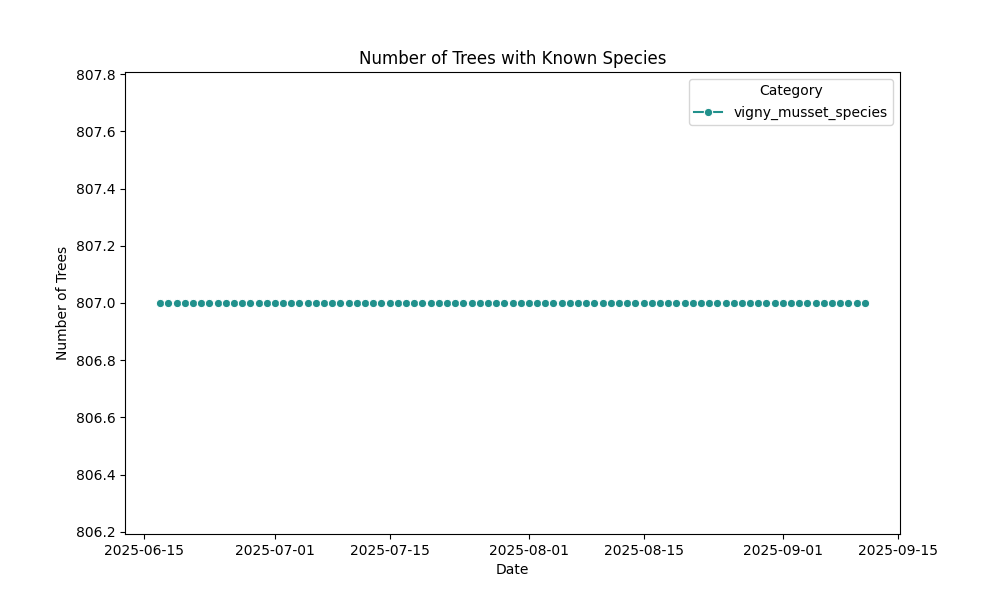 Number of Trees with Known Species
Category
vigny_musset_species
Number of Trees
807.8
807.6
807.4
807.2
807.0
806.8
806.6
806.4
806.2
2025-06-15 2025-07-01 2025-07-15 2025-08-01 2025-08-15 2025-09-01 2025-09-15
Date